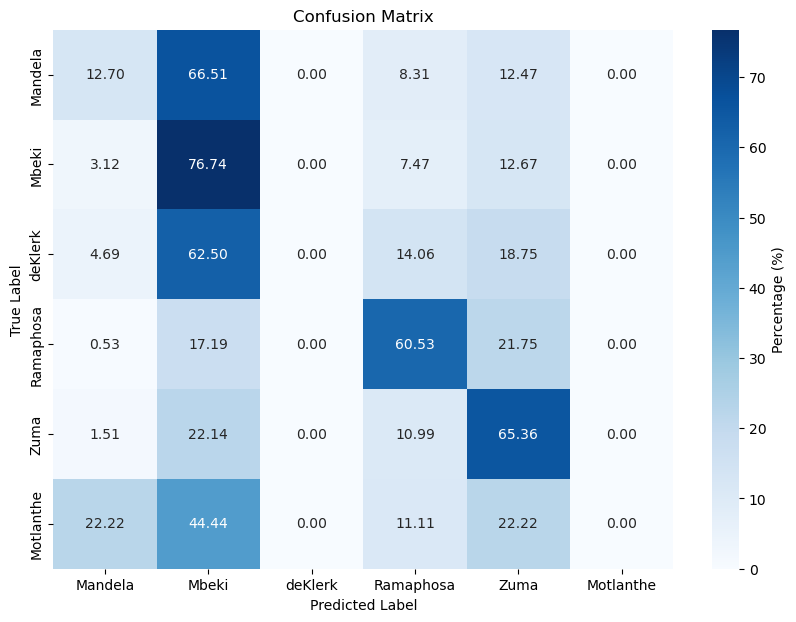 Confusion Matrix
True Label
Mandela 12.70 66.51 0.00 8.31 12.47 0.00
Mbeki 3.12 76.74 0.00 7.47 12.67 0.00
deKlerk 4.69 62.50 0.00 14.06 18.75 0.00
Ramaphosa 0.53 17.19 0.00 60.53 21.75 0.00
Zuma 1.51 22.14 0.00 10.99 65.36 0.00
Motlanthe 22.22 44.44 0.00 11.11 22.22 0.00
Mandela Mbeki deKlerk Ramaphosa Zuma Motlanthe
Predicted Label
70
60
50
40
30
20
10
0
Percentage (%)